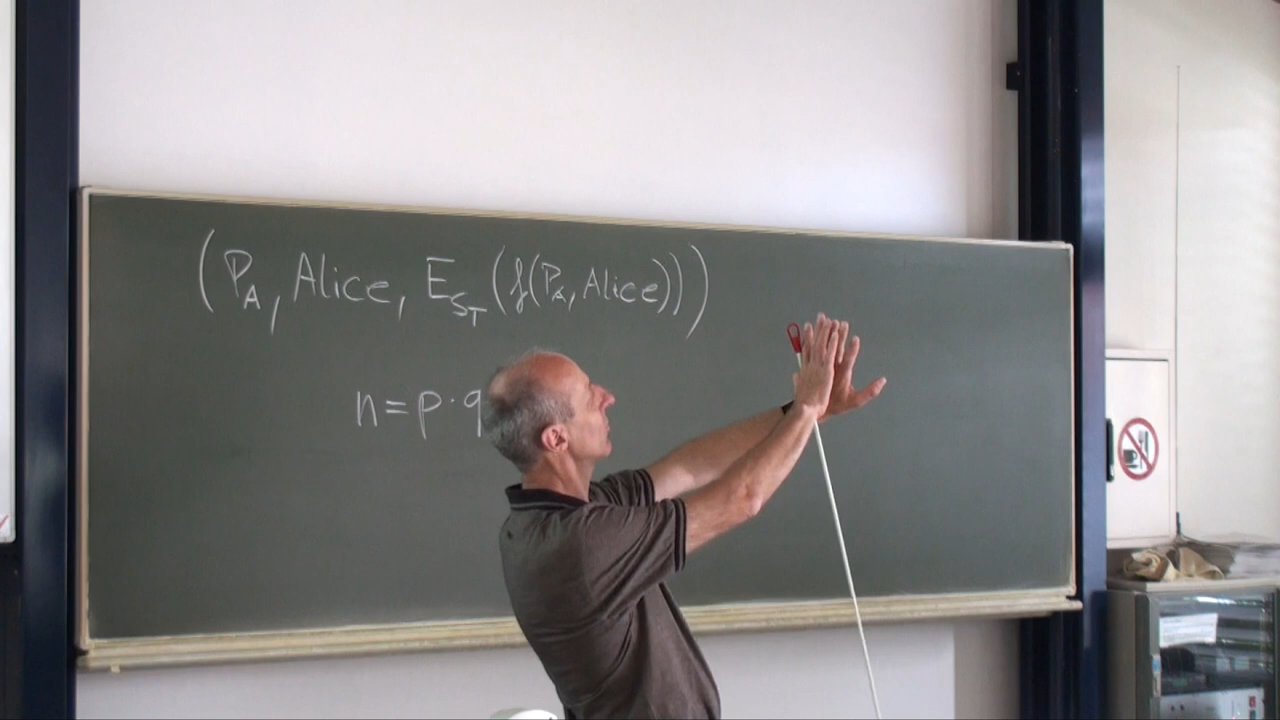 (P_A, Alice, E_{S_T}(f(P_A, Alice)))
n=p·q